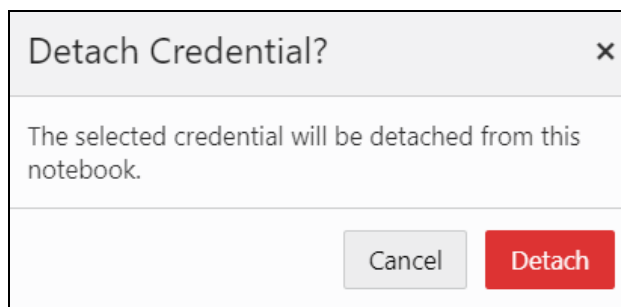 Detach Credential?
The selected credential will be detached from this
notebook.
Cancel Detach